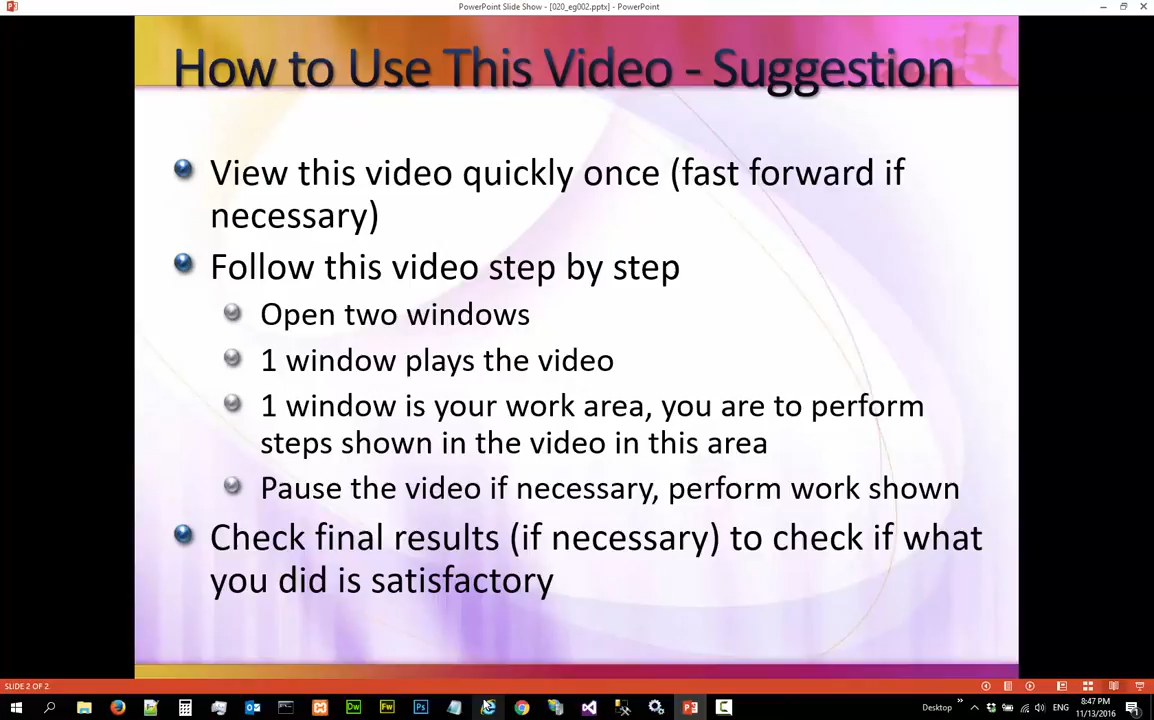 PowerPoint Slide Show - [020_eg002.pptx] - PowerPoint
How to Use This Video - Suggestion
View this video quickly once (fast forward if
necessary)
Follow this video step by step
Open two windows
1 window plays the video
1 window is your work area, you are to perform
steps shown in the video in this area
Pause the video if necessary, perform work shown
Check final results (if necessary) to check if what
you did is satisfactory
SLIDE 2 OF 2
Dw
Fw
Ps
Desktop
ENG
8:47 PM
11/13/2016